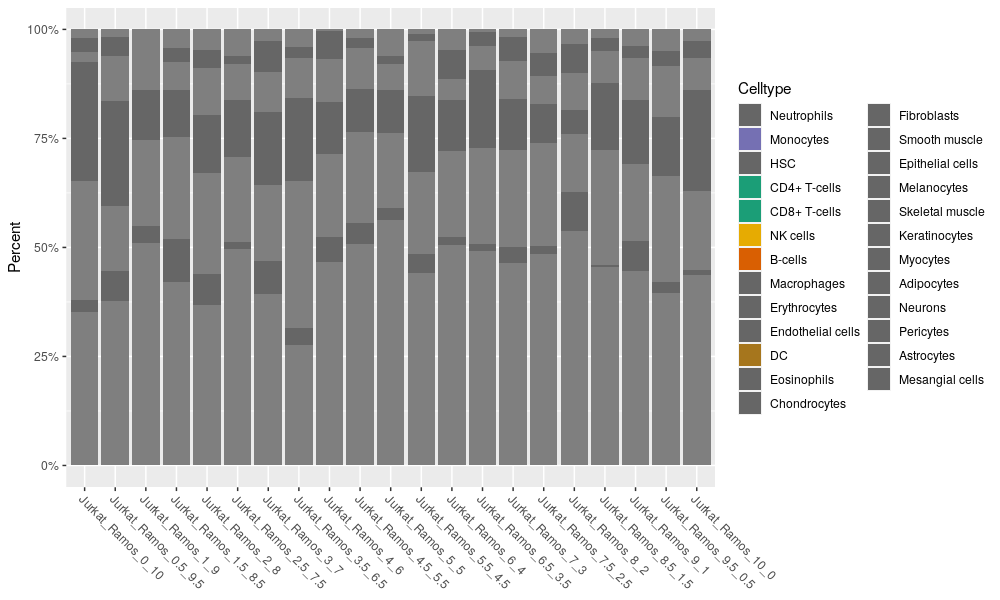 100%
75%
50%
25%
0%
Percent
Jurkat_Ramos_0_10
Jurkat_Ramos_0.5_9.5
Jurkat_Ramos_1_9
Jurkat_Ramos_1.5_8.5
Jurkat_Ramos_2_8
Jurkat_Ramos_2.5_7.5
Jurkat_Ramos_3_7
Jurkat_Ramos_3.5_6.5
Jurkat_Ramos_4_6
Jurkat_Ramos_4.5_5.5
Jurkat_Ramos_5_5
Jurkat_Ramos_5.5_4.5
Jurkat_Ramos_6_4
Jurkat_Ramos_6.5_3.5
Jurkat_Ramos_7_3
Jurkat_Ramos_7.5_2.5
Jurkat_Ramos_8_2
Jurkat_Ramos_8.5_1.5
Jurkat_Ramos_9_1
Jurkat_Ramos_9.5_0.5
Jurkat_Ramos_10_0
Celltype
Neutrophils
Monocytes
HSC
CD4+ T-cells
CD8+ T-cells
NK cells
B-cells
Macrophages
Erythrocytes
Endothelial cells
DC
Eosinophils
Chondrocytes
Fibroblasts
Smooth muscle
Epithelial cells
Melanocytes
Skeletal muscle
Keratinocytes
Myocytes
Adipocytes
Neurons
Pericytes
Astrocytes
Mesangial cells